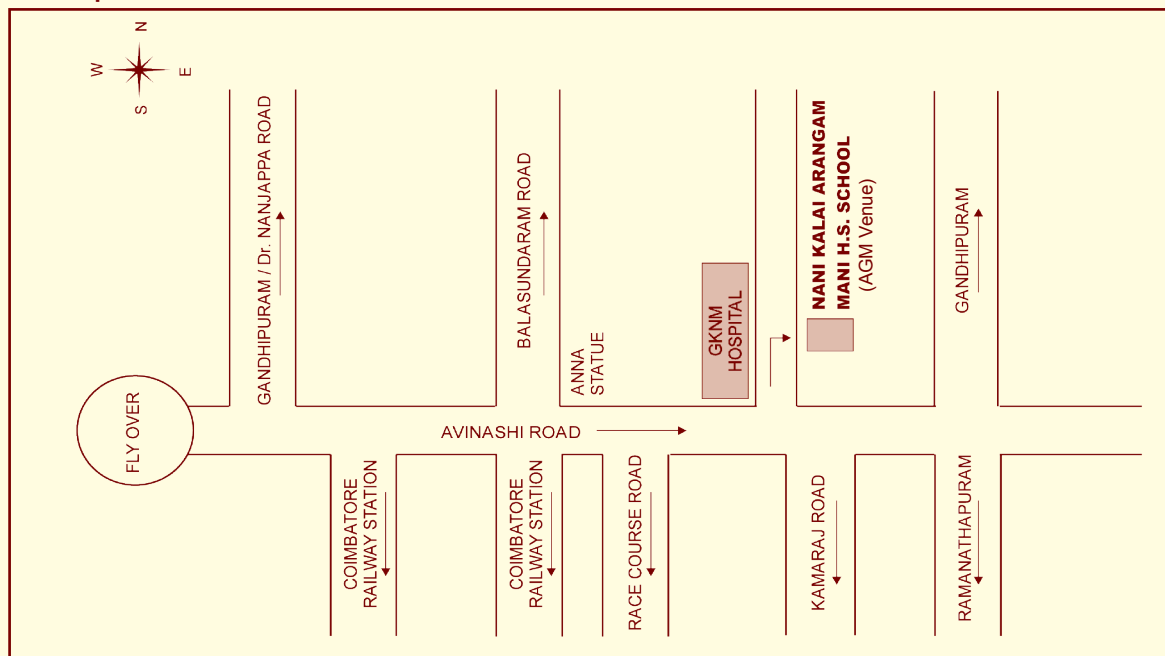 N
W
E
S
GANDHIPURAM / Dr. NANJAPPA ROAD
BALASUNDARAM ROAD
ANNA
STATUE
GKNM
HOSPITAL
NANI KALAI ARANGAM
MANI H.S. SCHOOL
(AGM Venue)
GANDHIPURAM
FLY OVER
AVINASHI ROAD
COIMBATORE
RAILWAY STATION
COIMBATORE
RAILWAY STATION
RACE COURSE ROAD
KAMARAJ ROAD
RAMANATHAPURAM